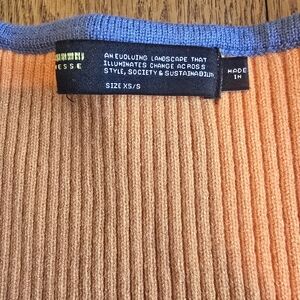 AN EVOLVING LANDSCAPE THAT
ILLUMINATES CHANGE ACROSS
STYLE, SOCIETY & SUSTAINABILITY
ESSE
SIZE XS/S
MADE
IN